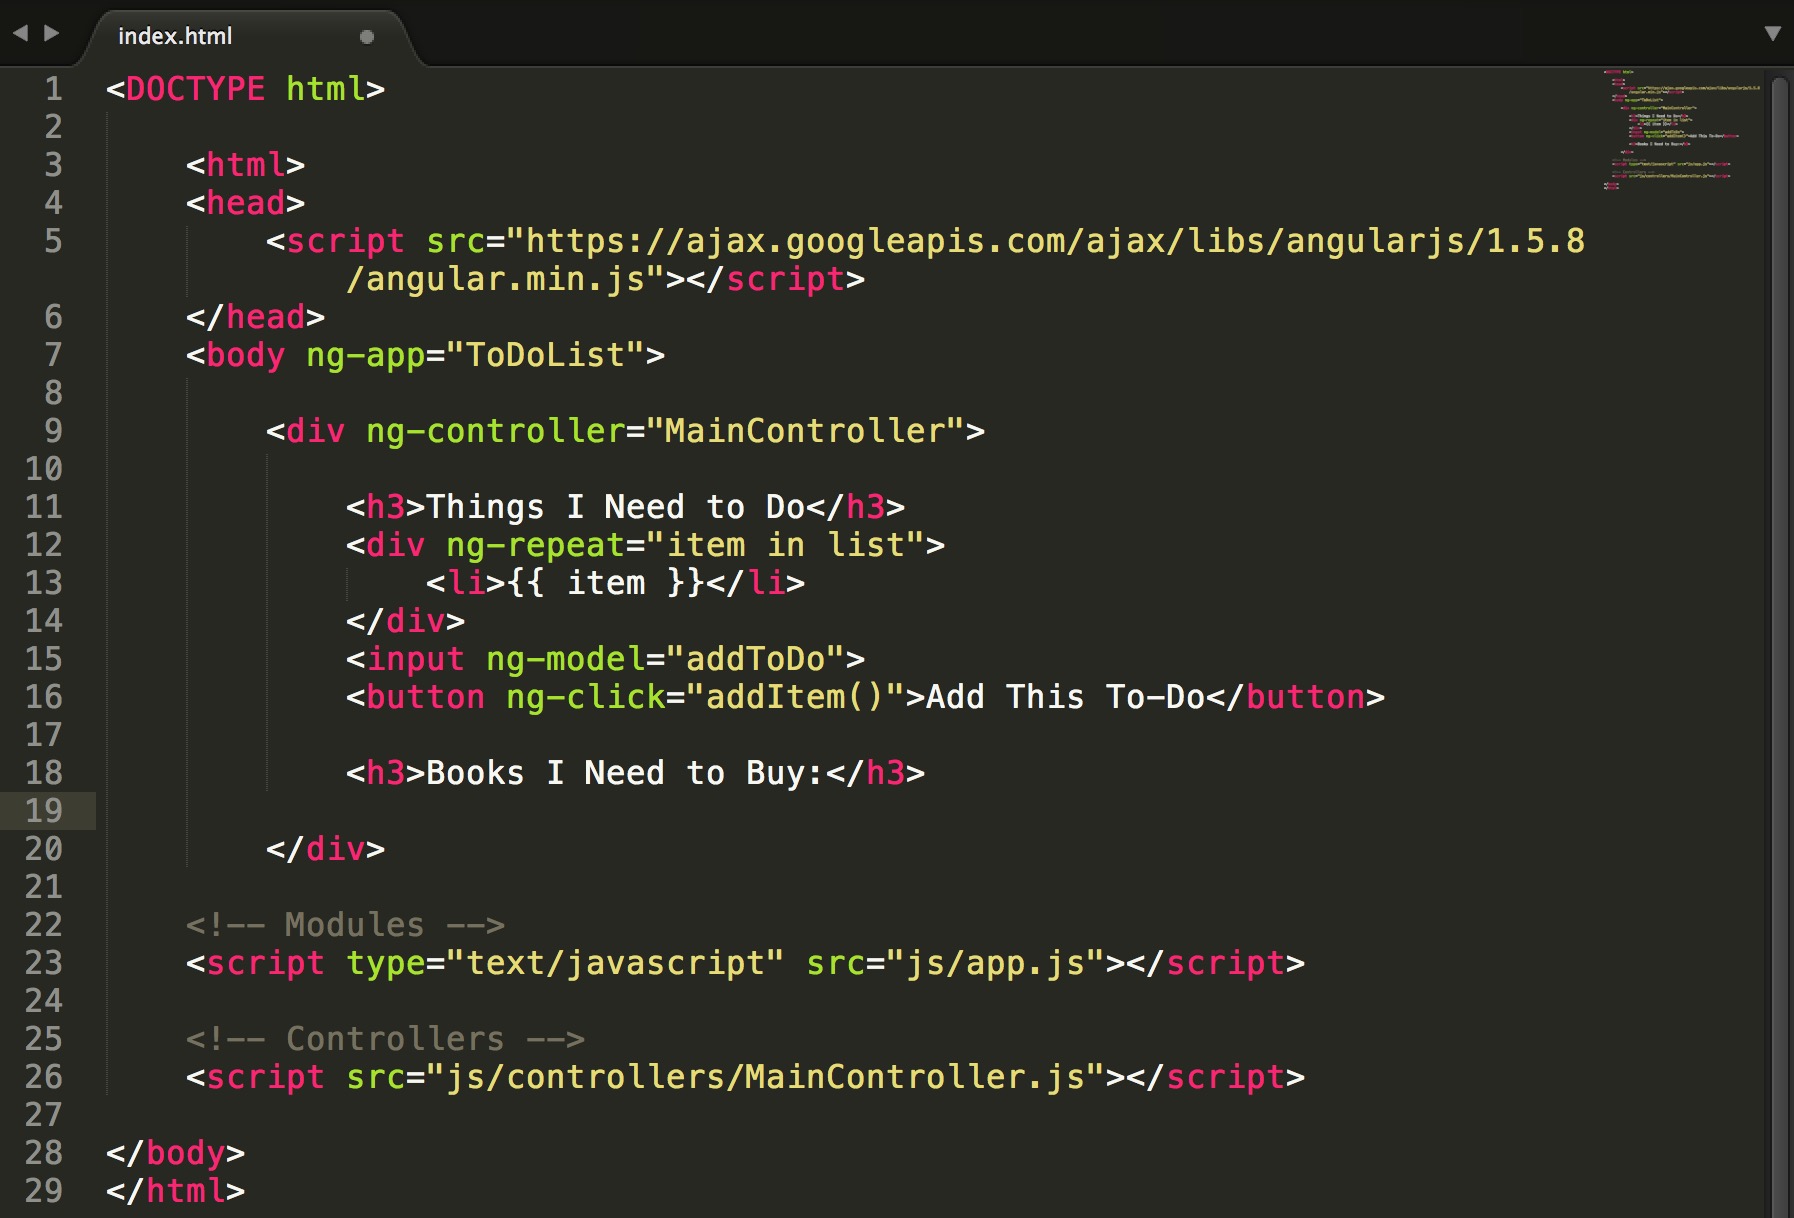 index.html
1 <DOCTYPE html>
2
3 <html>
4 <head>
5 <script src="https://ajax.googleapis.com/ajax/libs/angularjs/1.5.8
/angular.min.js"></script>
6 </head>
7 <body ng-app="ToDoList">
8
9 <div ng-controller="MainController">
10
11 <h3>Things I Need to Do</h3>
12 <div ng-repeat="item in list">
13 <li>{{ item }}</li>
14 </div>
15 <input ng-model="addToDo">
16 <button ng-click="addItem()">Add This To-Do</button>
17
18 <h3>Books I Need to Buy:</h3>
19
20 </div>
21
22 <!-- Modules -->
23 <script type="text/javascript" src="js/app.js"></script>
24
25 <!-- Controllers -->
26 <script src="js/controllers/MainController.js"></script>
27
28 </body>
29 </html>